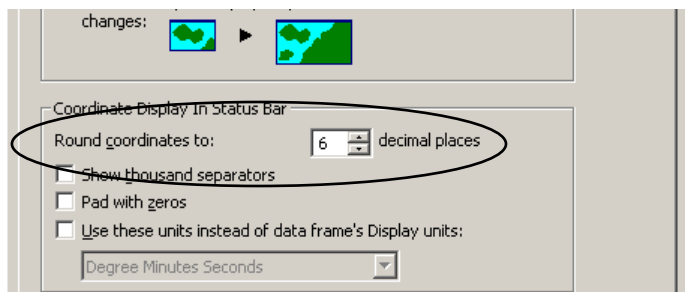 changes:
Coordinate Display In Status Bar
Round coordinates to: 6 decimal places
Show thousand separators
Pad with zeros
Use these units instead of data frame's Display units:
Degree Minutes Seconds